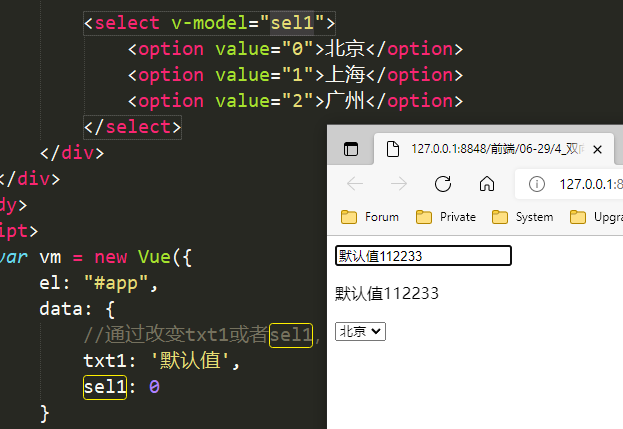 <select v-model="sel1">
<option value="0">北京</option>
<option value="1">上海</option>
<option value="2">广州</option>
</select>
</div>
</div>
dy>
ipt>
var vm = new Vue({
el: "#app",
data: {
//通过改变txt1或者sel1,
txt1: '默认值',
sel1: 0
}
127.0.0.1:8848/前端/06-29/4_双向
127.0.0.1:8
Forum
Private
System
Upgra
默认值112233
默认值112233
北京